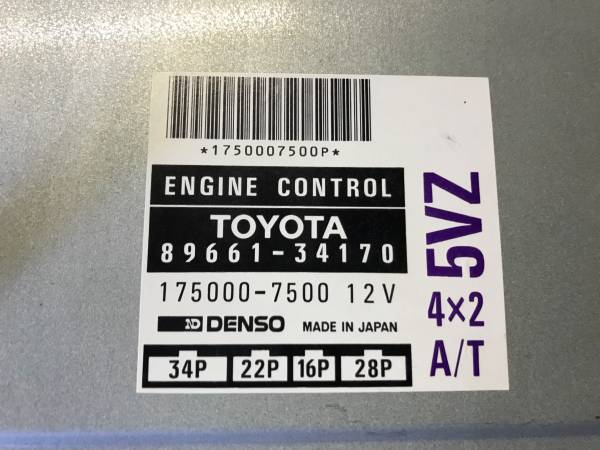 *1750007500P*
ENGINE CONTROL
TOYOTA
89661-34170
175000-7500 12V
DENSO MADE IN JAPAN
34P 22P 16P 28P
5VZ
4×2
A/T